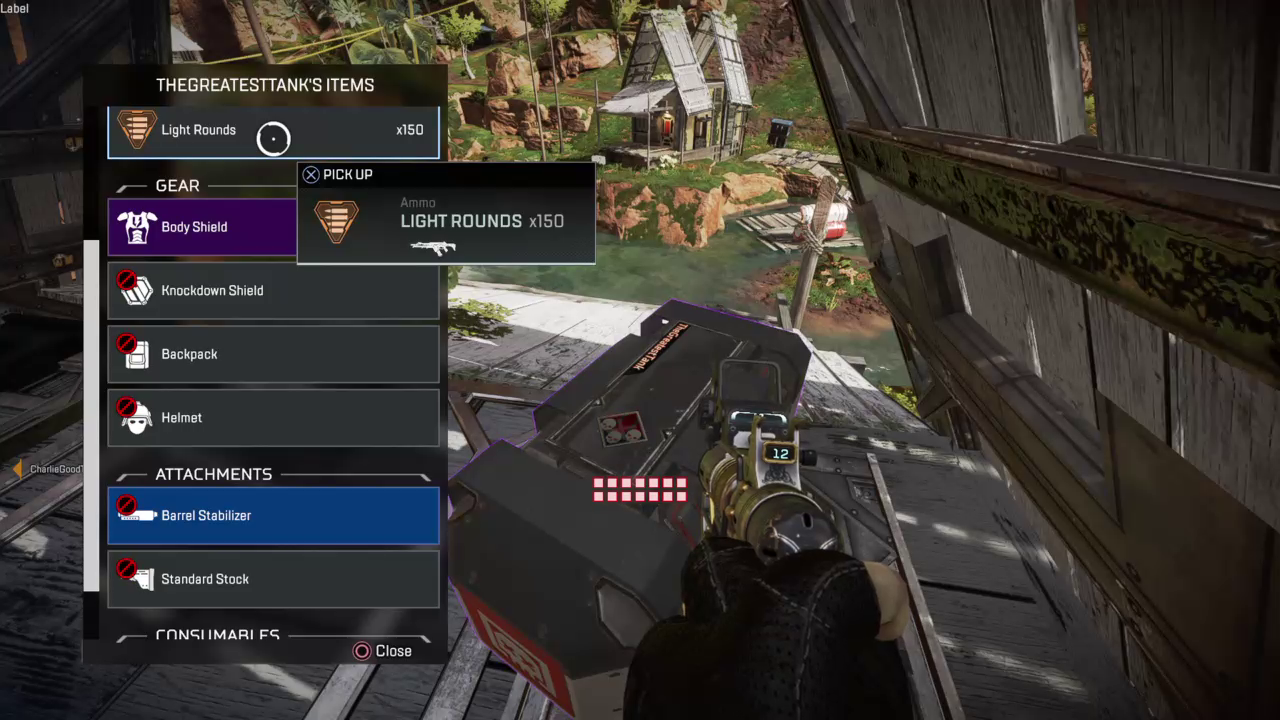 Label
THEGREATESTTANK'S ITEMS
Light Rounds x150
PICK UP
GEAR
Ammo
LIGHT ROUNDS x150
Body Shield
Knockdown Shield
Backpack
Helmet
ATTACHMENTS
Barrel Stabilizer
Standard Stock
CONSUMABLES
Close
TheGreatestTank
12